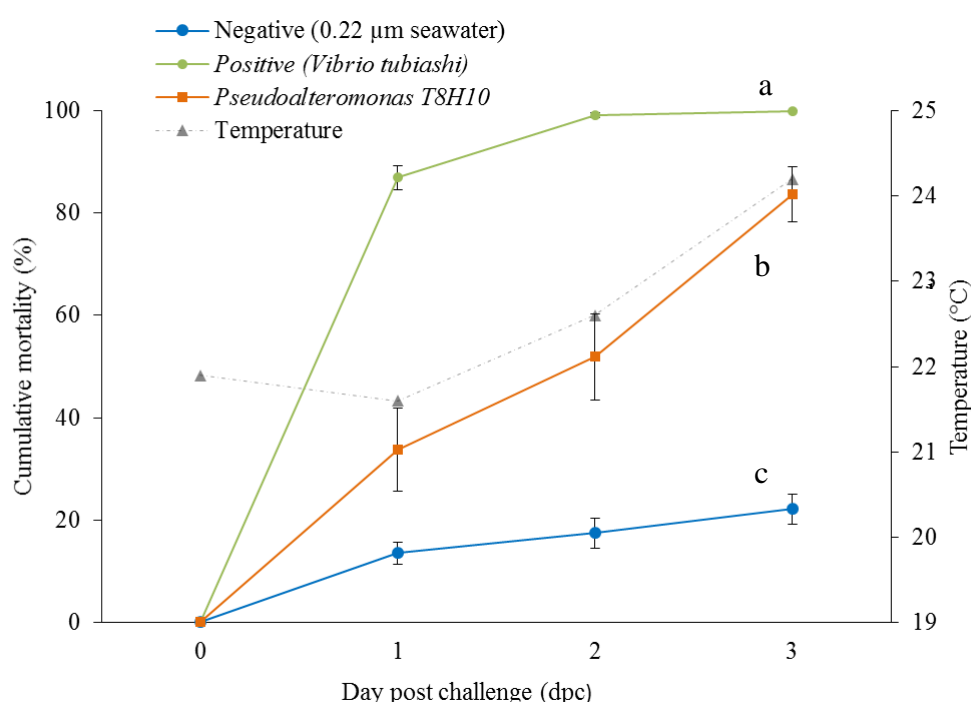 Negative (0.22 µm seawater)
Positive (Vibrio tubiashi)
Pseudoalteromonas T8H10
Temperature
Cumulative mortality (%)
100
80
60
40
20
0
a
b
c
25
24
23
22
21
20
19
Temperature (°C)
0 1 2 3
Day post challenge (dpc)